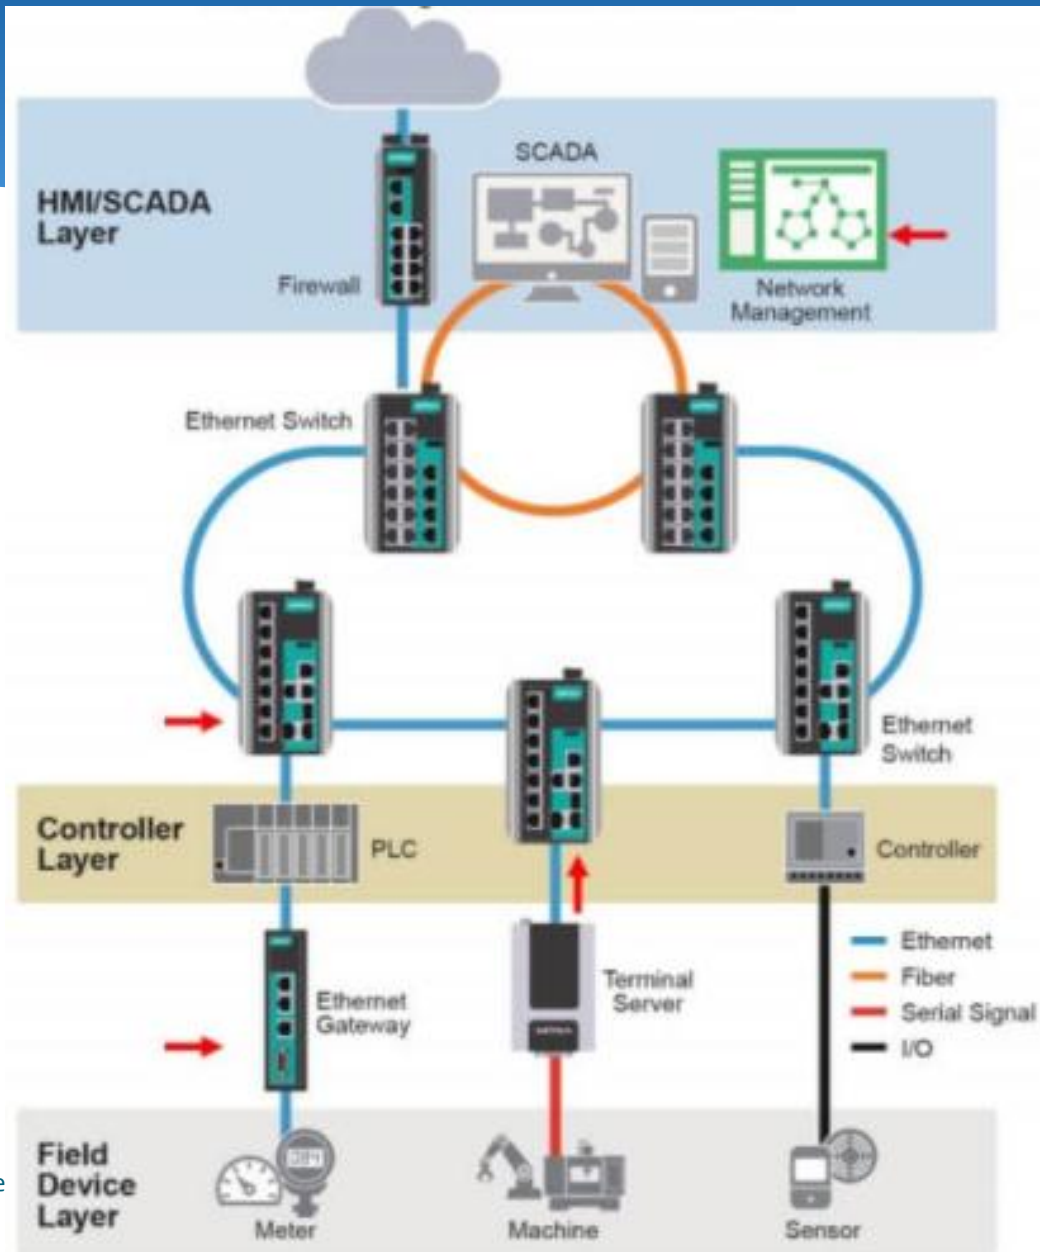 HMI/SCADA
Layer
SCADA
Firewall
Network
Management
Ethernet Switch
Ethernet
Switch
Controller
Layer
PLC
Controller
Ethernet
Gateway
Terminal
Server
Ethernet
Fiber
Serial Signal
I/O
Field
Device
Layer
Meter
Machine
Sensor